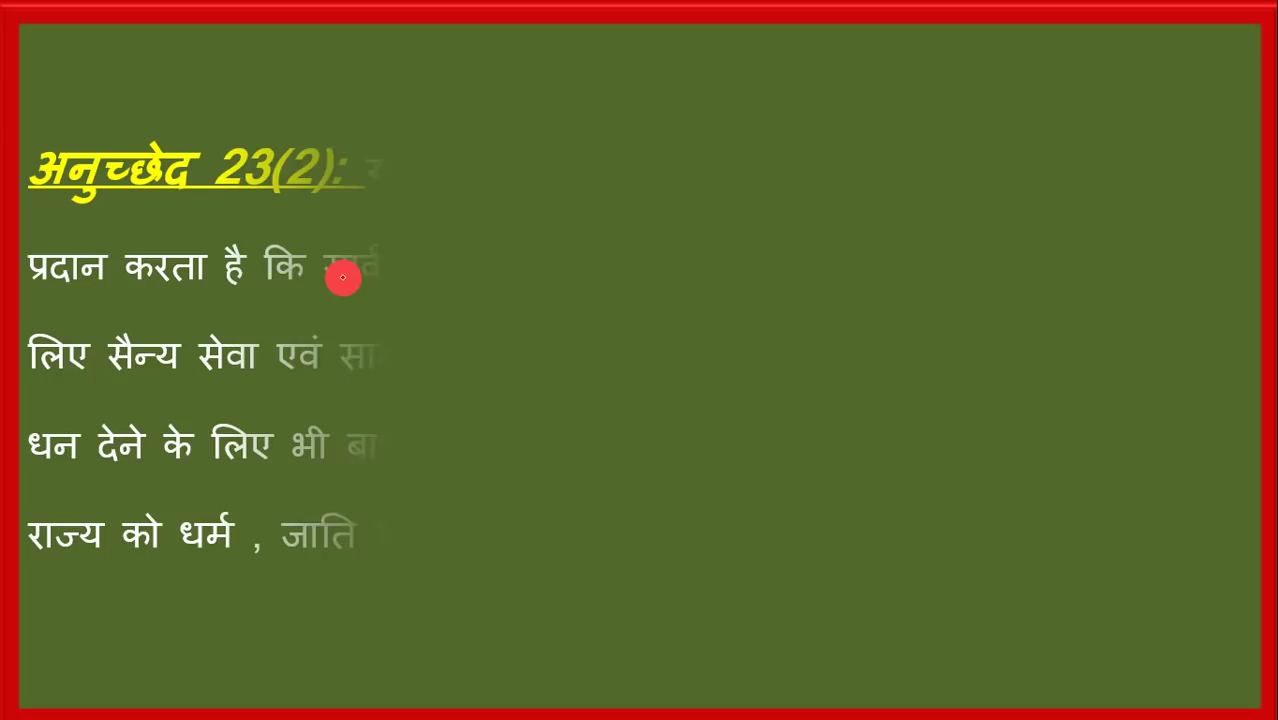 अनुच्छेद 23(2):
प्रदान करता है कि
लिए सैन्य सेवा एवं
धन देने के लिए भी
राज्य को धर्म , जाति